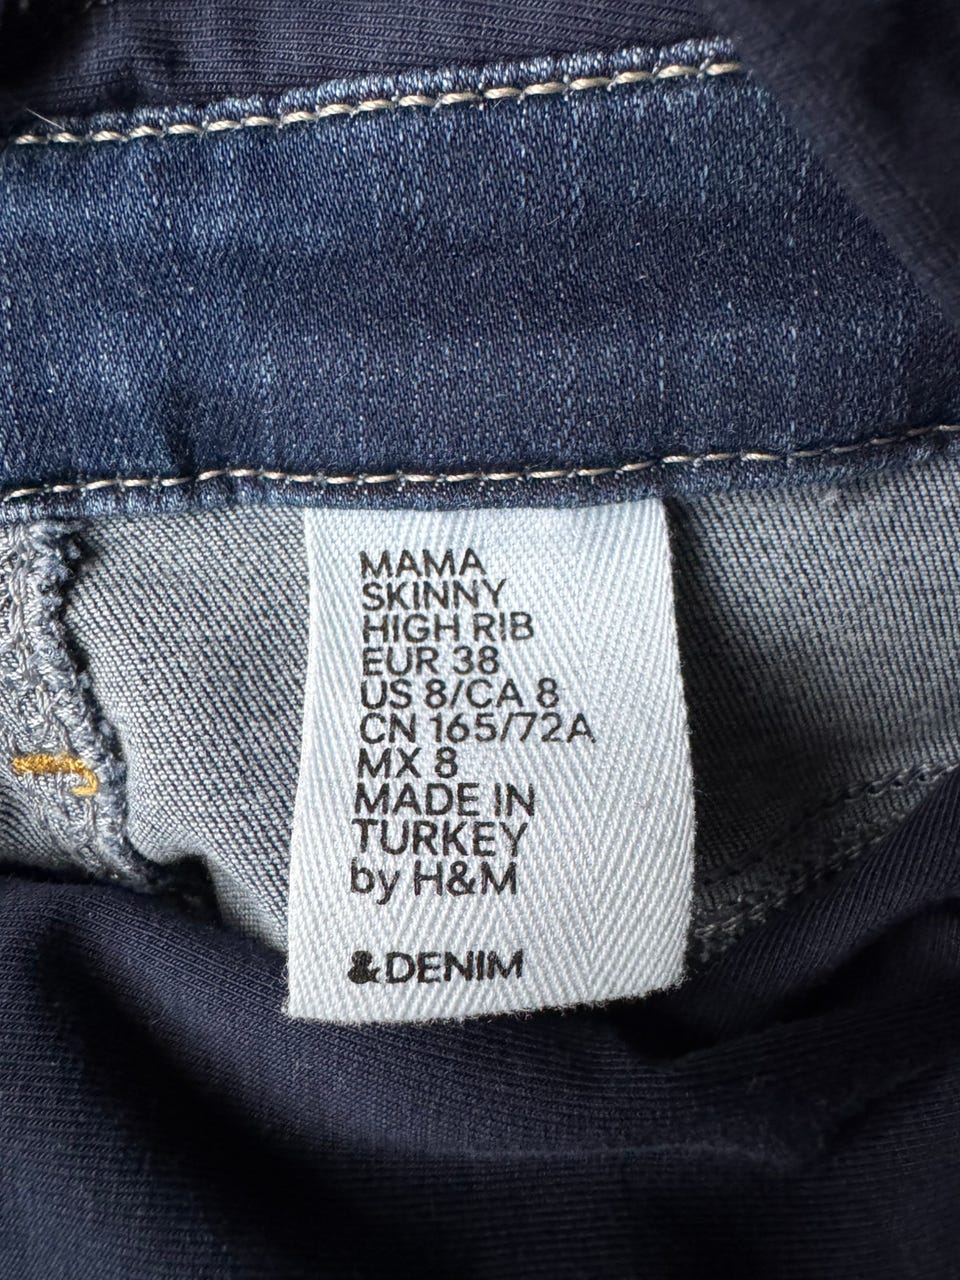 MAMA
SKINNY
HIGH RIB
EUR 38
US 8/CA 8
CN 165/72A
MX 8
MADE IN
TURKEY
by H&M
&DENIM